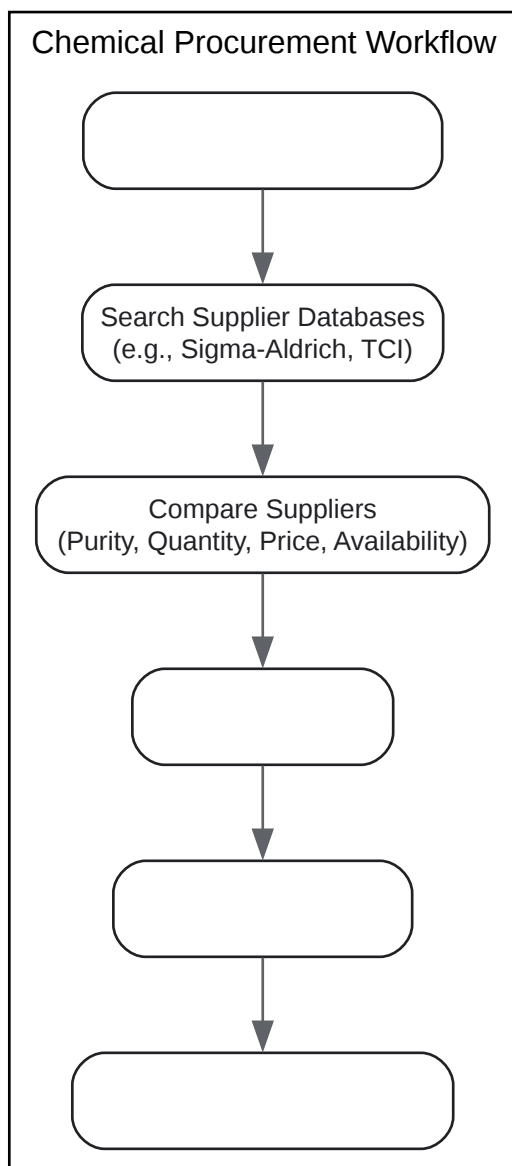 Chemical Procurement Workflow
Search Supplier Databases
(e.g., Sigma-Aldrich, TCI)
Compare Suppliers
(Purity, Quantity, Price, Availability)